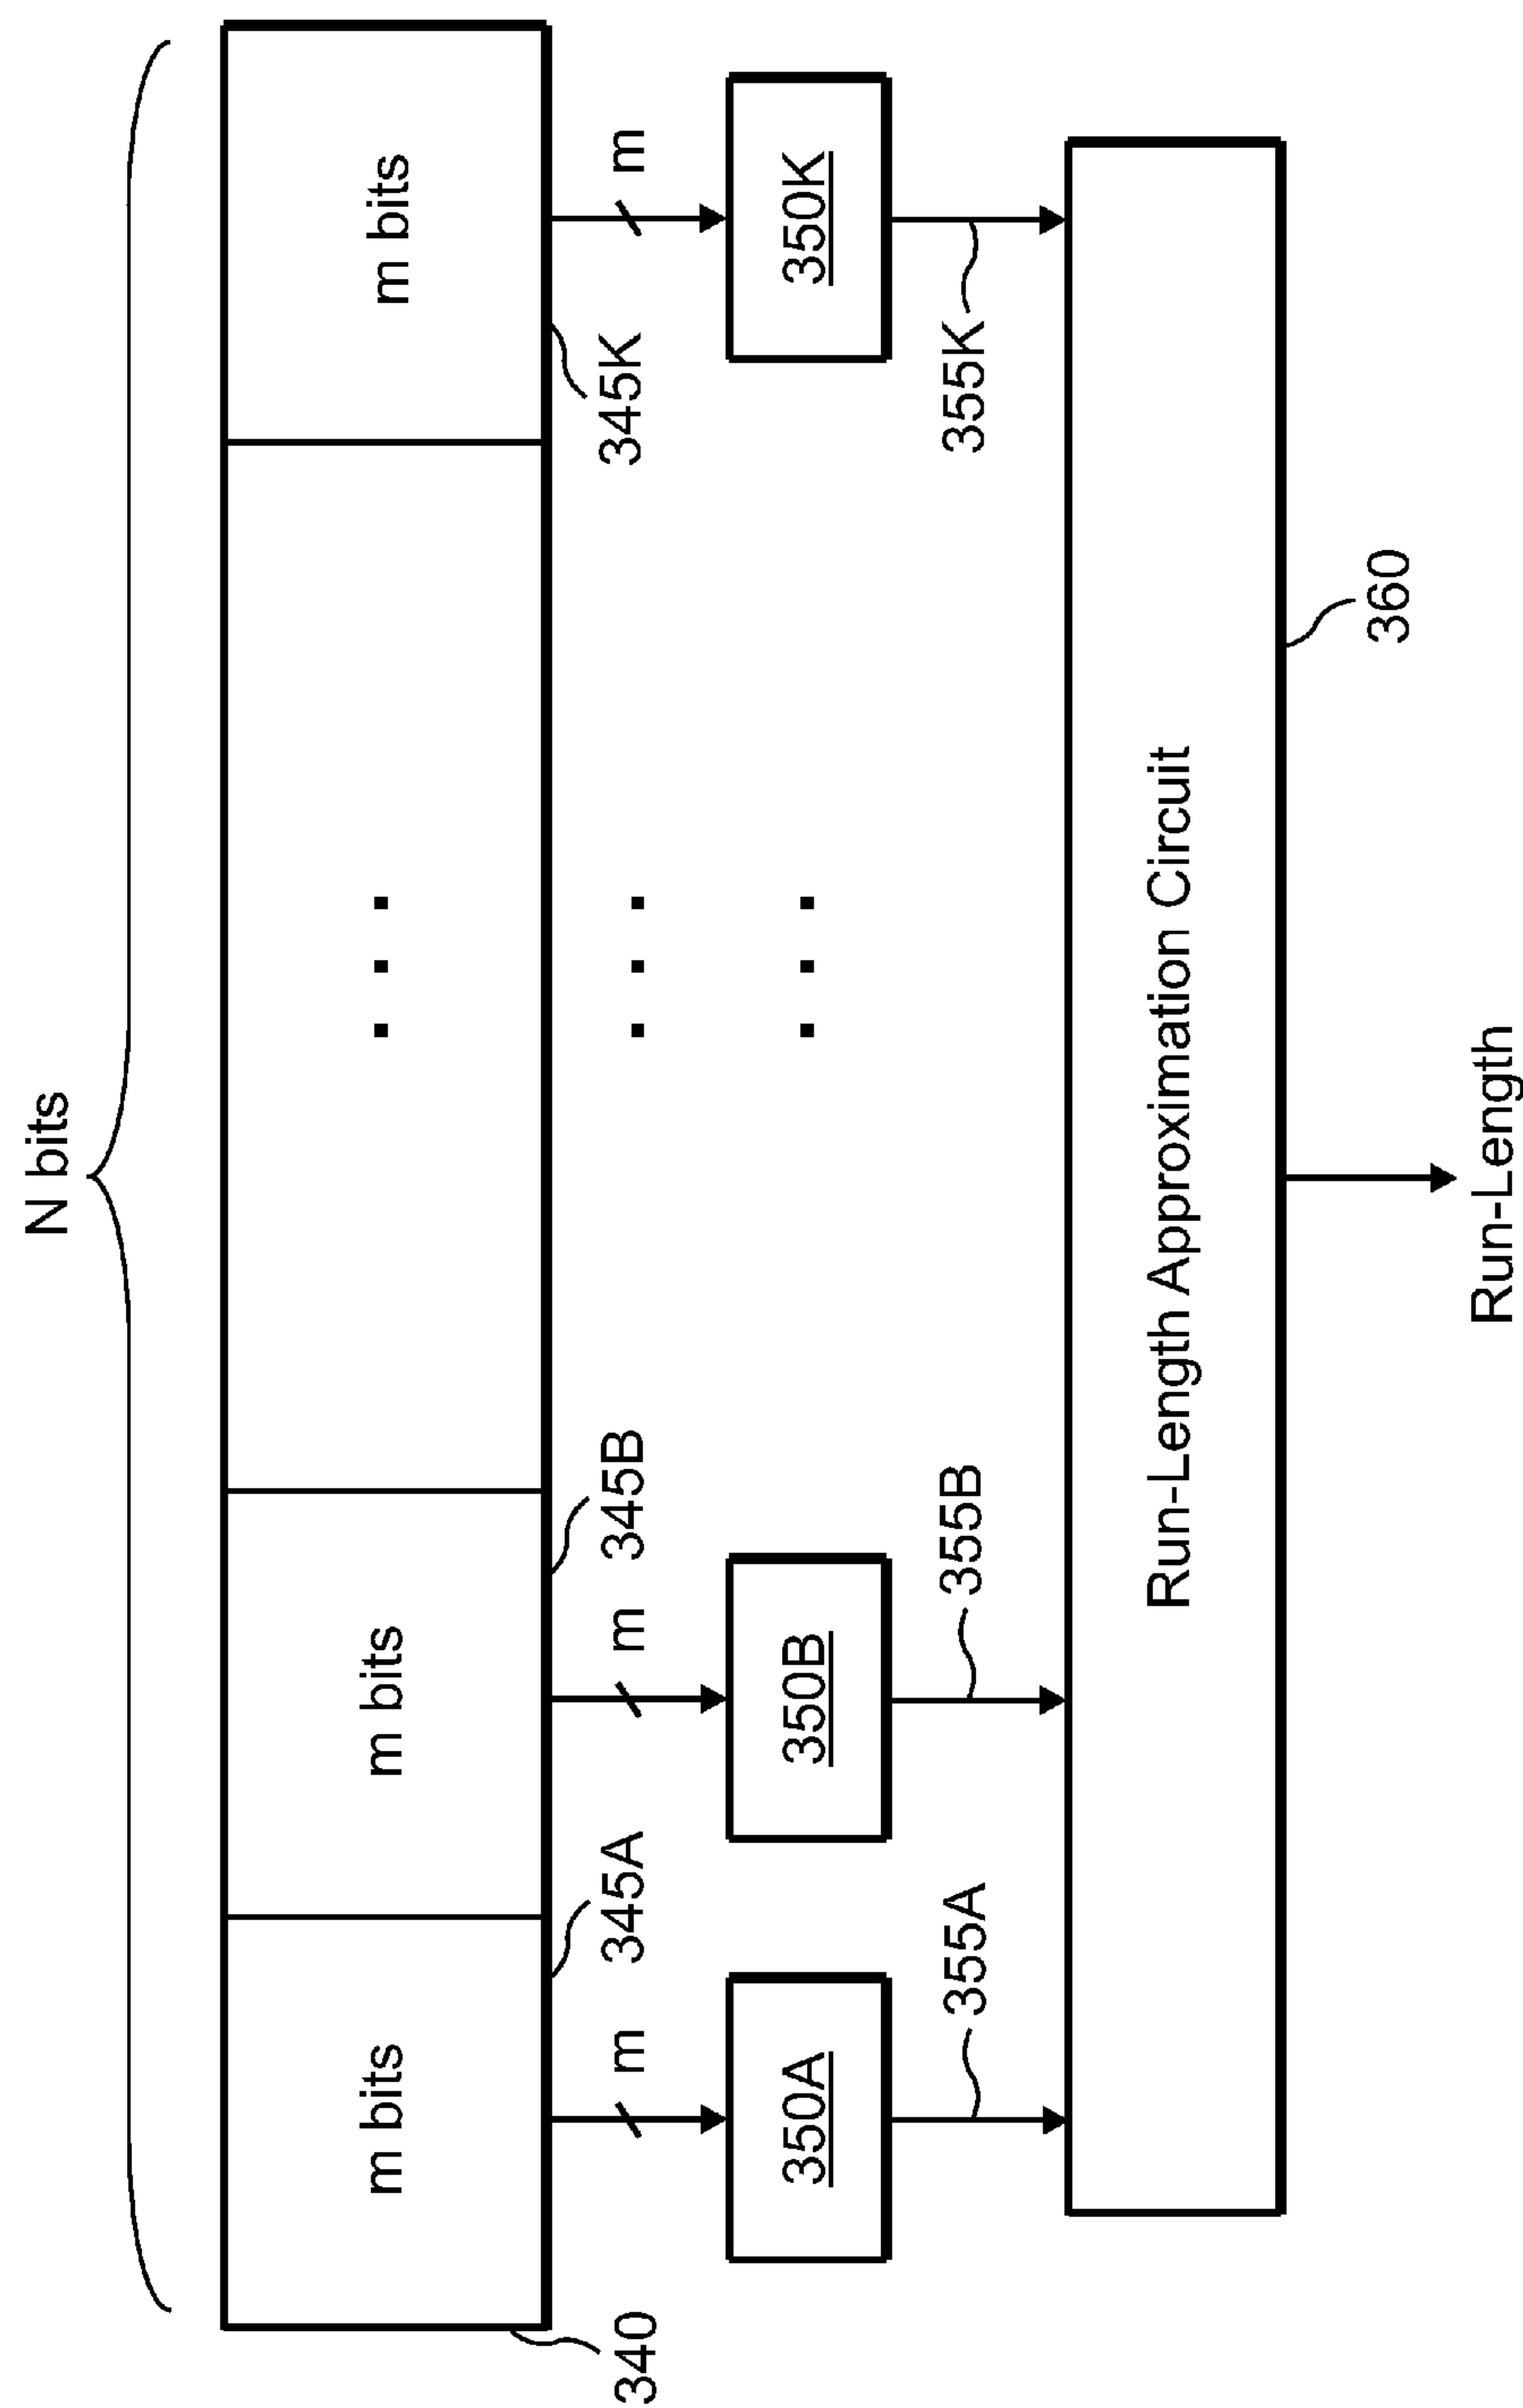 N bits
m bits
m bits
. . .
m bits
340
m
345A
m
345B
. . .
345K
m
350A
350B
. . .
350K
355A
355B
355K
Run-Length Approximation Circuit
360
Run-Length